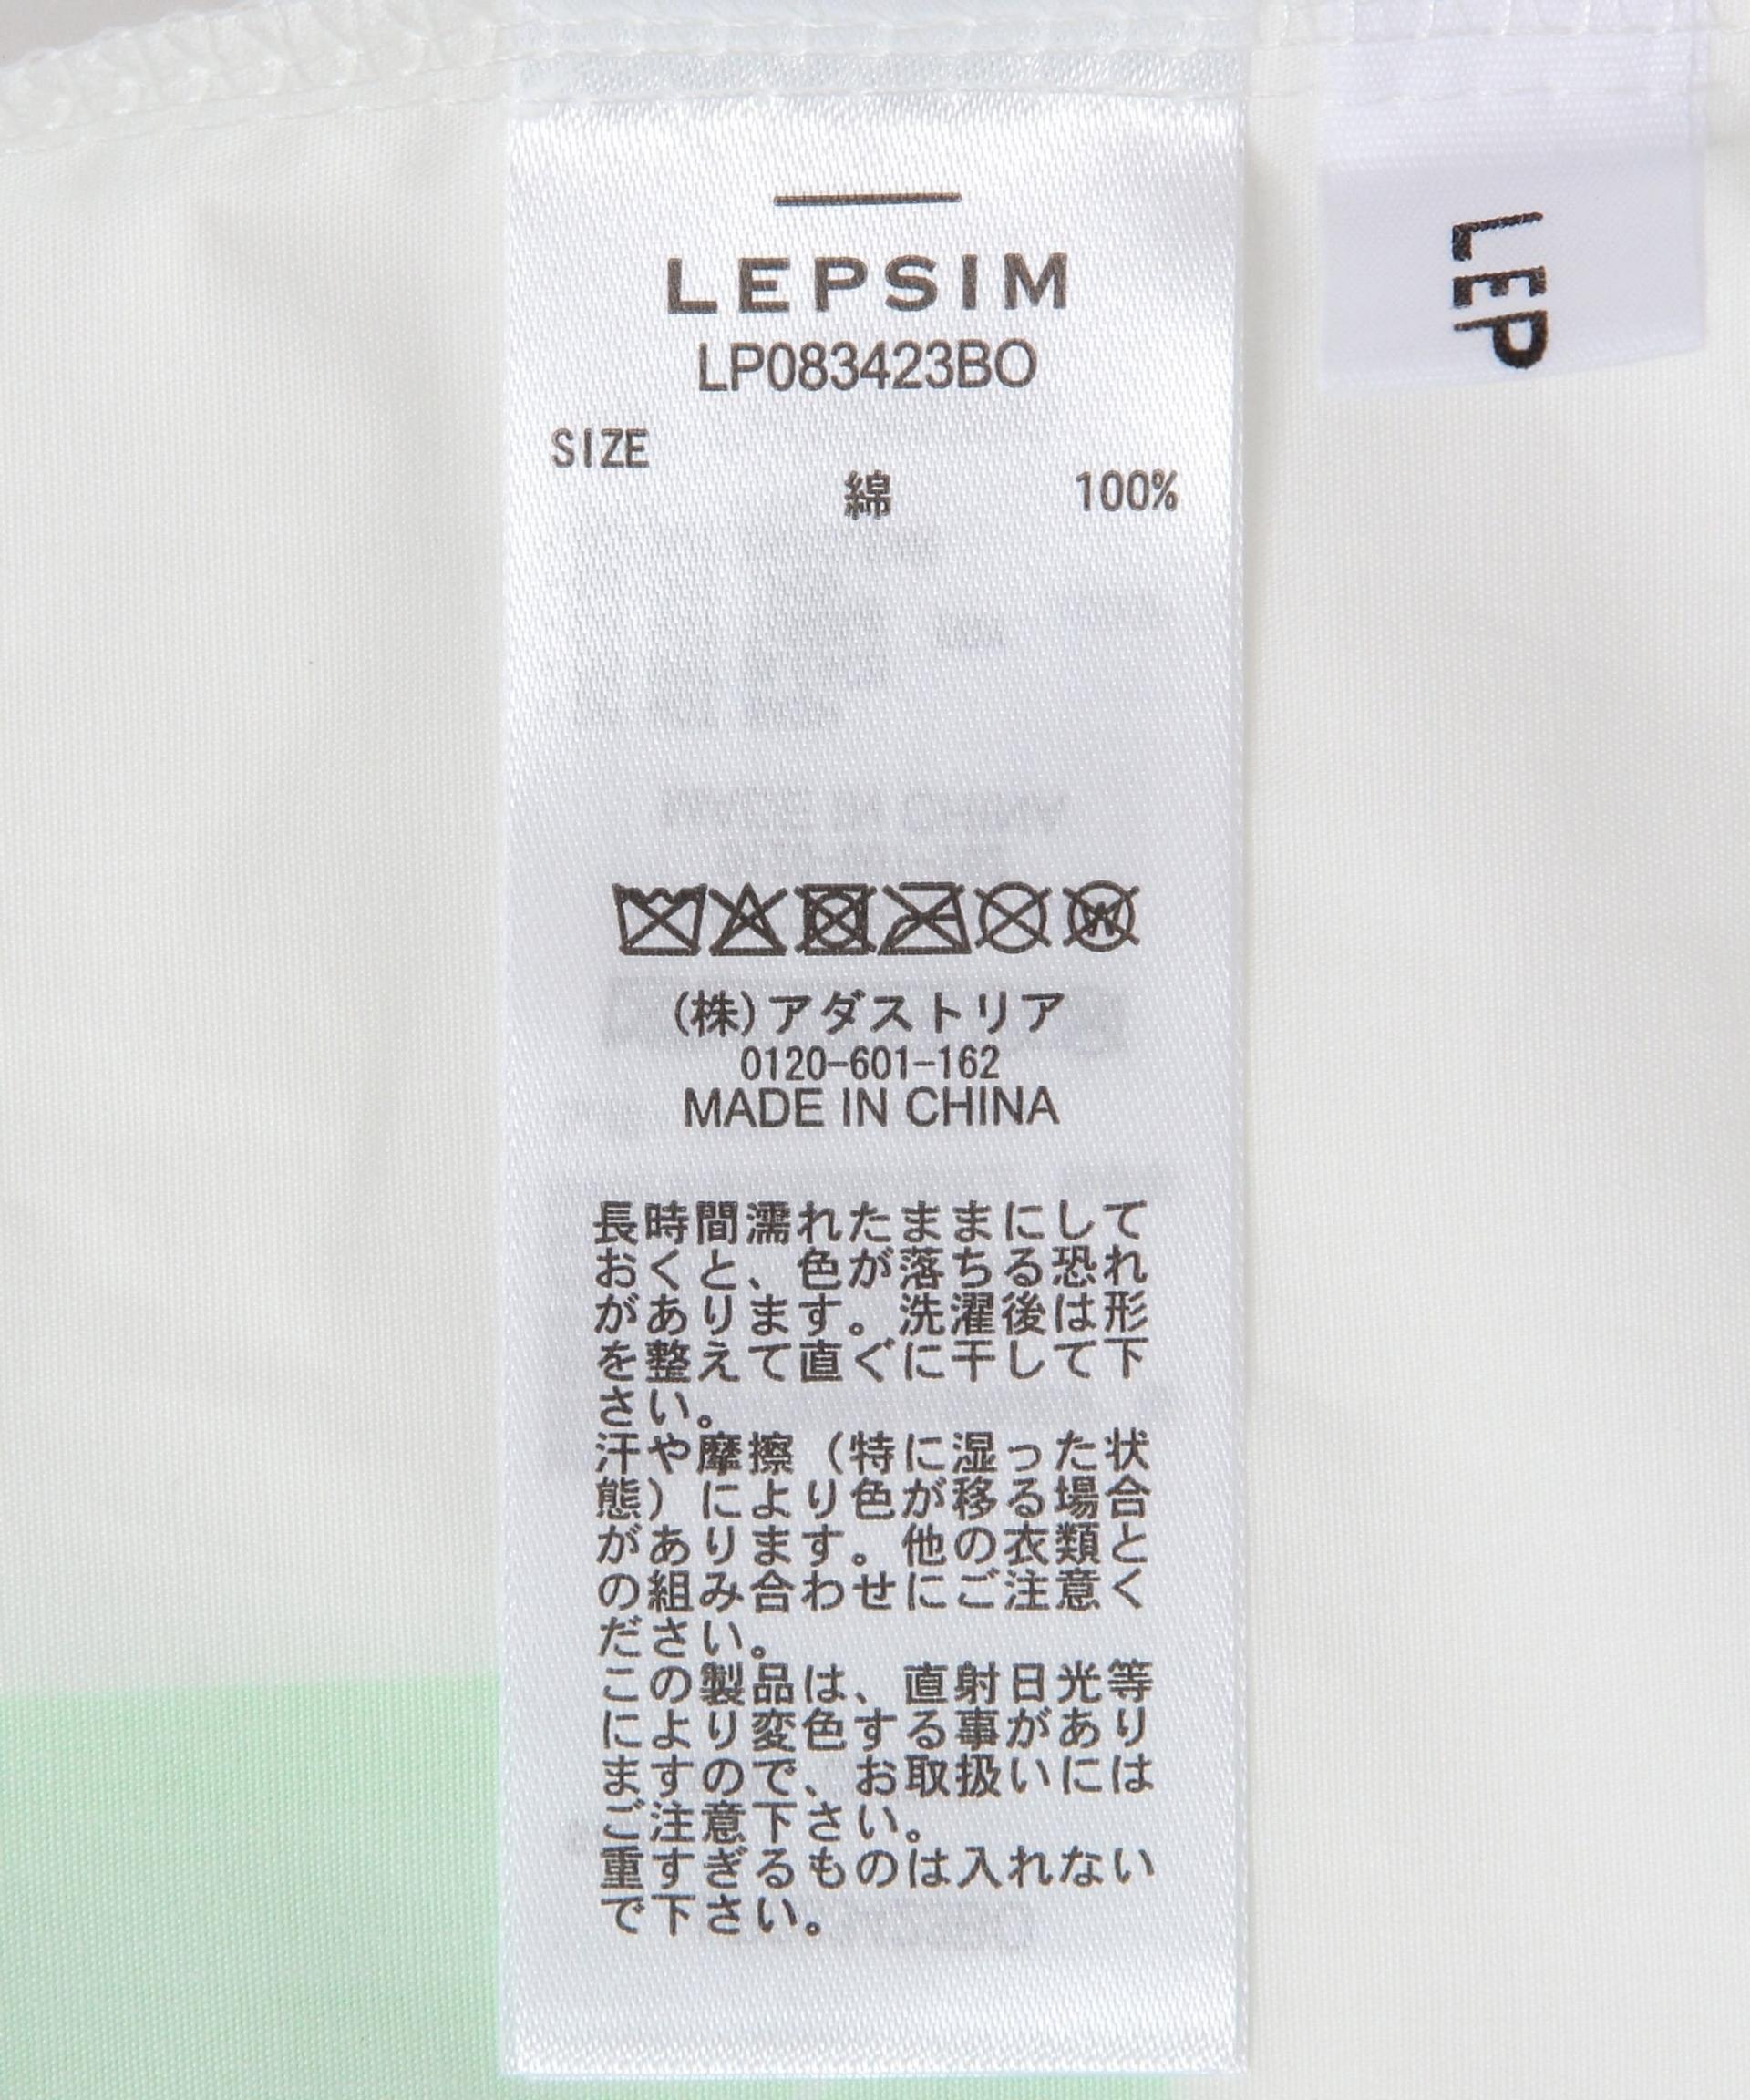 LEPSIM
LP083423BO
SIZE
綿 100%
W
(株)アダストリア
0120-601-162
MADE IN CHINA
長時間濡れたままにして
おくと、色が落ちる恐れ
があります。洗濯後は形
を整えて直ぐに干して下
さい。
汗や摩擦（特に湿った状
態）により色が移る場合
があります。他の衣類と
の組み合わせにご注意く
ださい。
この製品は、直射日光等
により変色する事があり
ますので、お取扱いには
ご注意下さい。
重すぎるものは入れない
で下さい。
LEP